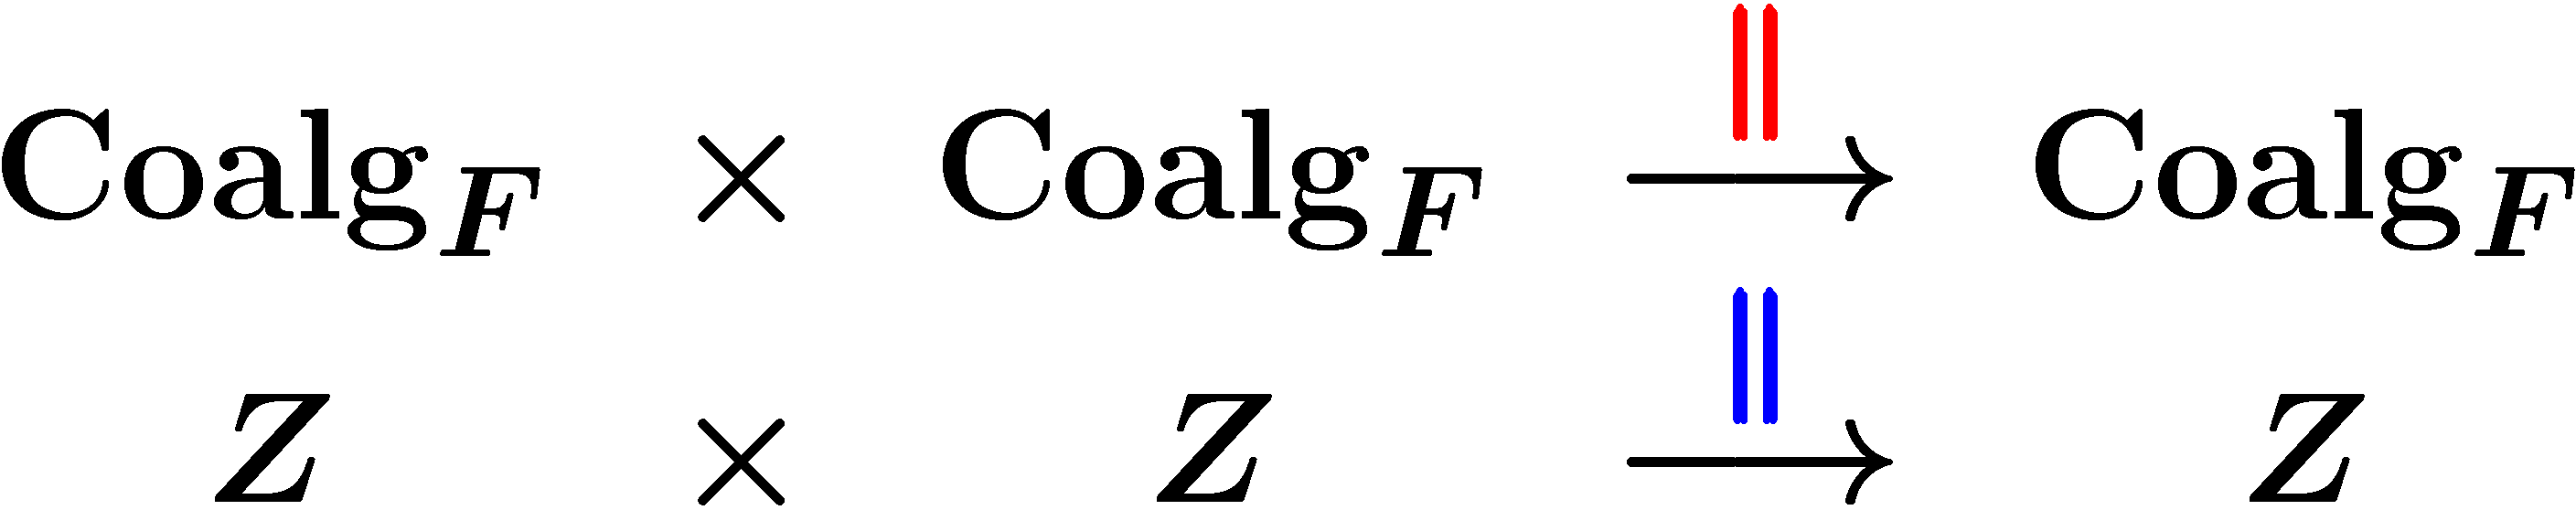 ∥
Coalg_F × Coalg_F ⟶ Coalg_F
∥
Z × Z ⟶ Z